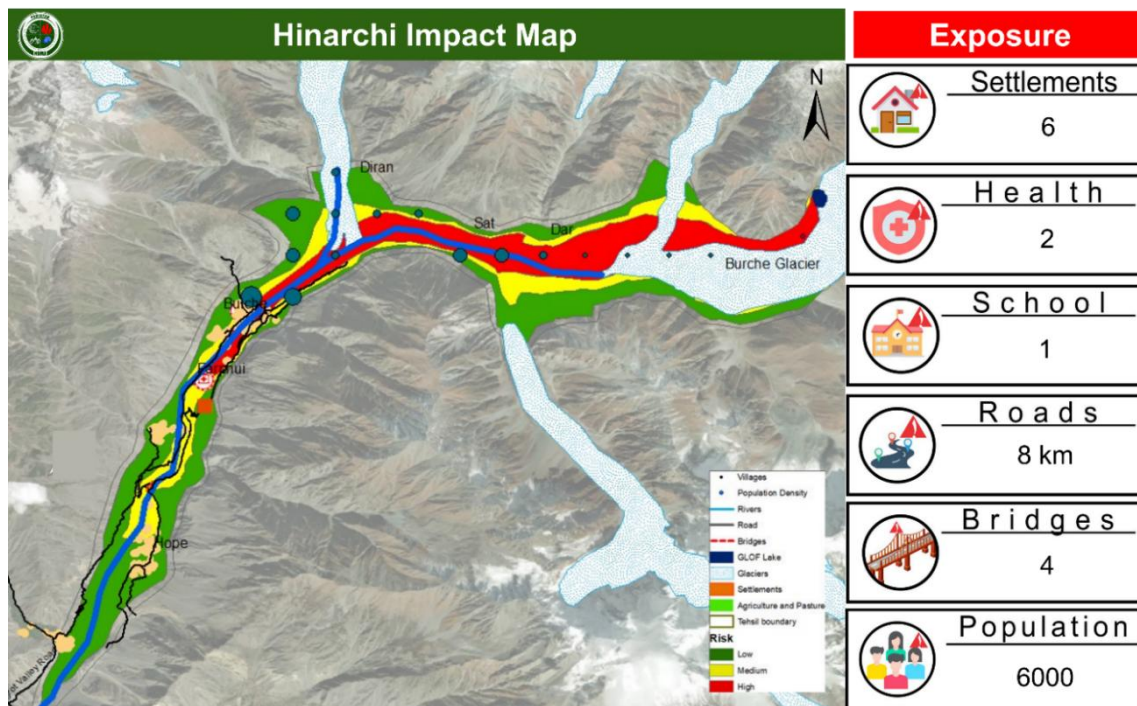 Hinarchi Impact Map
Exposure
N
Diran
Sat
Dar
Burche Glacier
Hope
Villages
Population Density
Rivers
Road
Bridges
GLOF Lake
Glaciers
Settlements
Agriculture and Pasture
Tehsil boundary
Risk
Low
Medium
High
Settlements
6
Health
2
School
1
Roads
8 km
Bridges
4
Population
6000